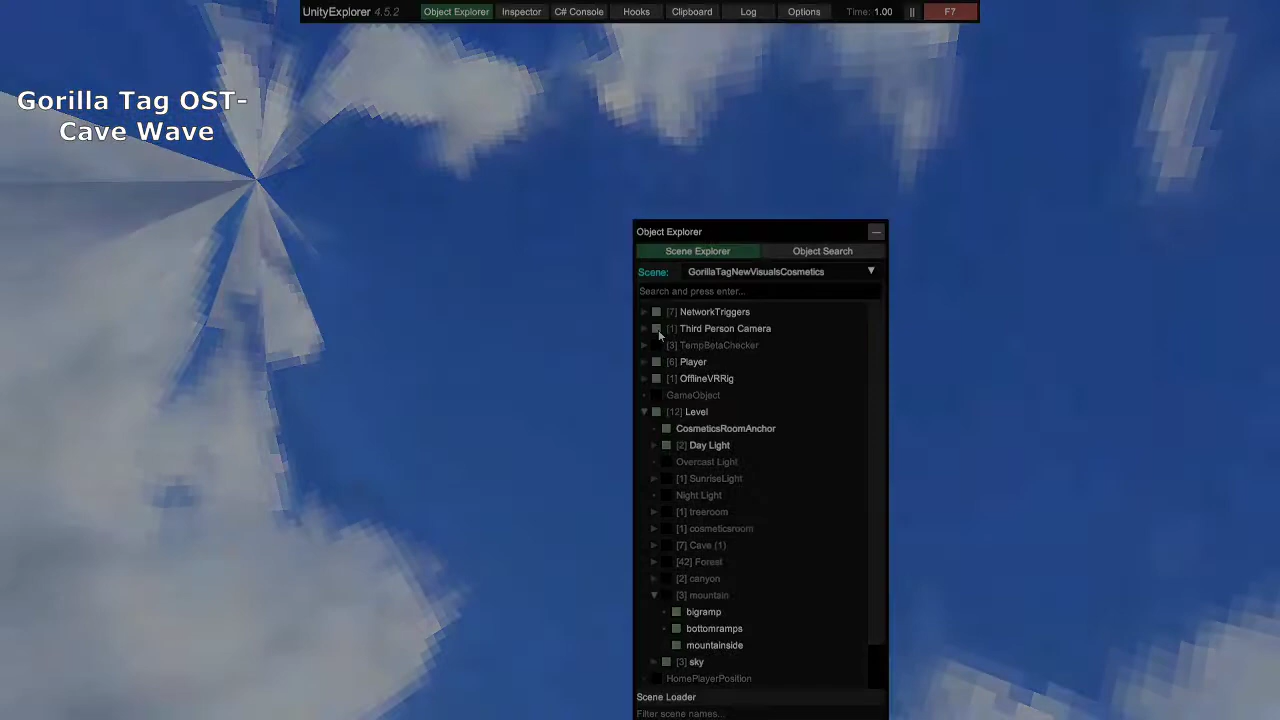 UnityExplorer 4.5.2 Object Explorer Inspector C# Console Hooks Clipboard Log Options Time: 1.00 || F7
Gorilla Tag OST-
Cave Wave
Object Explorer —
Scene Explorer Object Search
Scene: GorillaTagNewVisualsCosmetics ▼
Search and press enter...
[7] NetworkTriggers
[1] Third Person Camera
[3] TempBetaChecker
[6] Player
[1] OfflineVRRig
GameObject
[12] Level
CosmeticsRoomAnchor
[2] Day Light
Overcast Light
[1] SunriseLight
Night Light
[1] treeroom
[1] cosmeticsroom
[7] Cave (1)
[42] Forest
[2] canyon
[3] mountain
bigramp
bottomramps
mountainside
[3] sky
HomePlayerPosition
Scene Loader
Filter scene names...